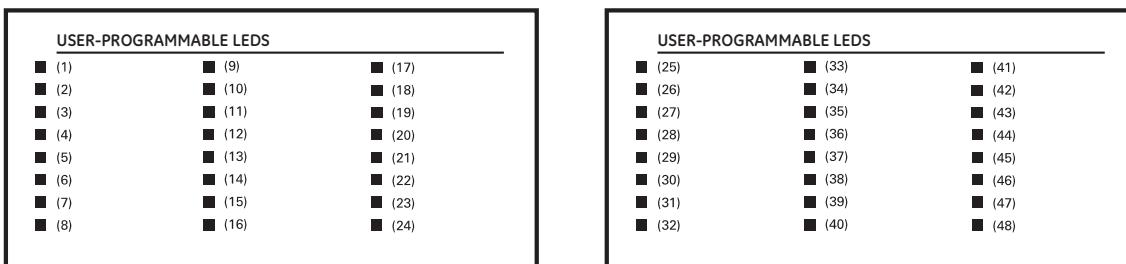 USER-PROGRAMMABLE LEDS
(1) (9) (17)
(2) (10) (18)
(3) (11) (19)
(4) (12) (20)
(5) (13) (21)
(6) (14) (22)
(7) (15) (23)
(8) (16) (24)
USER-PROGRAMMABLE LEDS
(25) (33) (41)
(26) (34) (42)
(27) (35) (43)
(28) (36) (44)
(29) (37) (45)
(30) (38) (46)
(31) (39) (47)
(32) (40) (48)